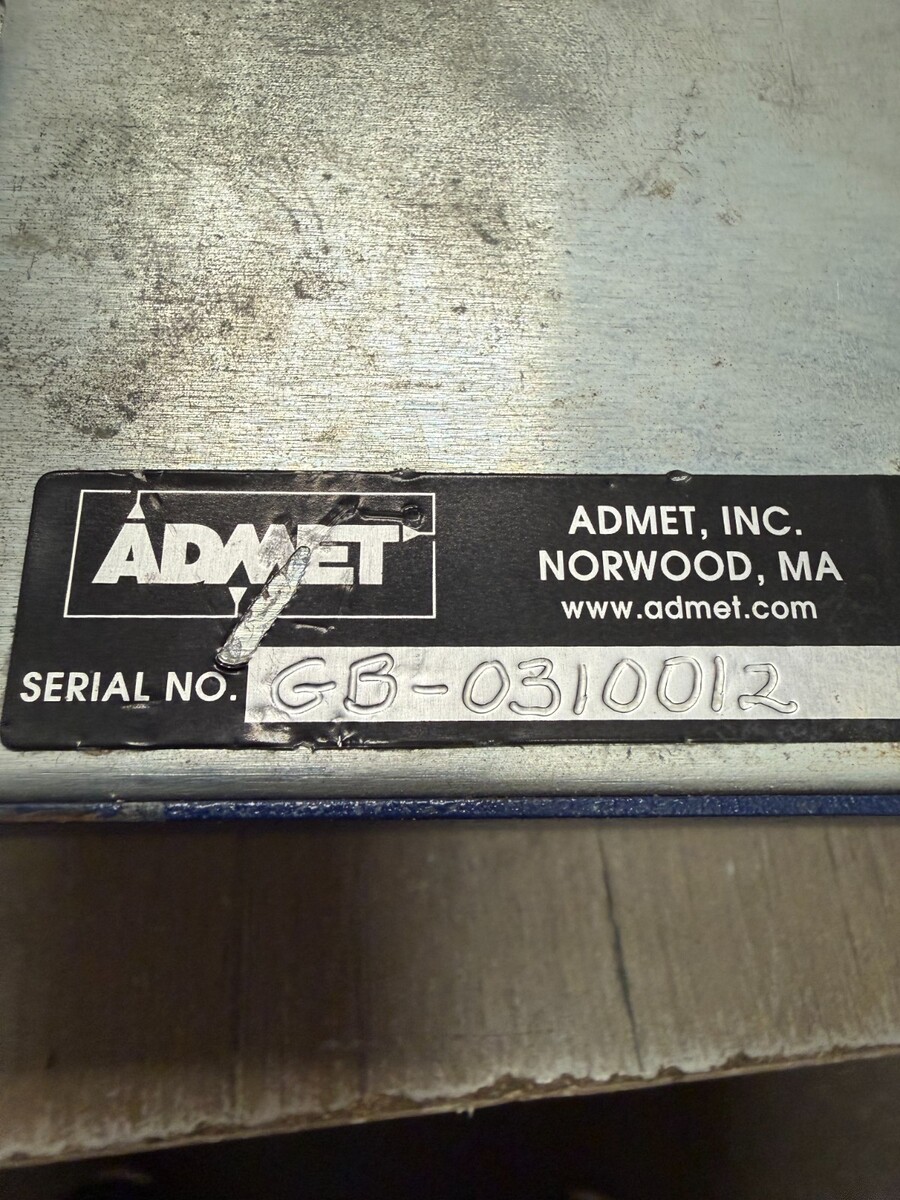 ADMET
ADMET, INC.
NORWOOD, MA
www.admet.com
SERIAL NO. GB-0310012